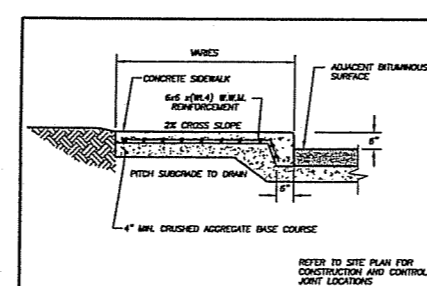 VARIES
ADJACENT BITUMINOUS
SURFACE
CONCRETE SIDEWALK
6x6 x(W1.4) W.W.M.
REINFORCEMENT
2% CROSS SLOPE
6"
PITCH SUBGRADE TO DRAIN
6"
4" MIN. CRUSHED AGGREGATE BASE COURSE
REFER TO SITE PLAN FOR
CONSTRUCTION AND CONTROL
JOINT LOCATIONS